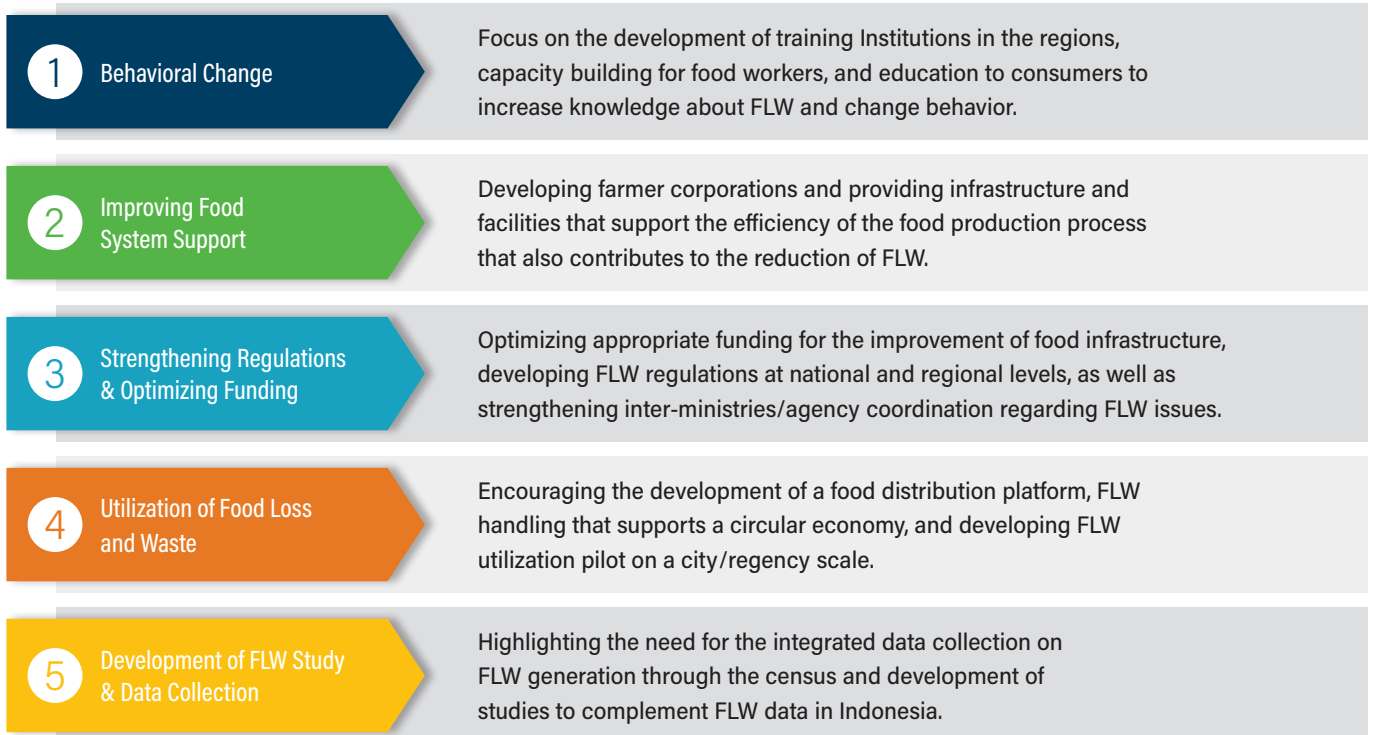 1
Behavioral Change
Focus on the development of training Institutions in the regions,
capacity building for food workers, and education to consumers to
increase knowledge about FLW and change behavior.
2
Improving Food
System Support
Developing farmer corporations and providing infrastructure and
facilities that support the efficiency of the food production process
that also contributes to the reduction of FLW.
3
Strengthening Regulations
& Optimizing Funding
Optimizing appropriate funding for the improvement of food infrastructure,
developing FLW regulations at national and regional levels, as well as
strengthening inter-ministries/agency coordination regarding FLW issues.
4
Utilization of Food Loss
and Waste
Encouraging the development of a food distribution platform, FLW
handling that supports a circular economy, and developing FLW
utilization pilot on a city/regency scale.
5
Development of FLW Study
& Data Collection
Highlighting the need for the integrated data collection on
FLW generation through the census and development of
studies to complement FLW data in Indonesia.